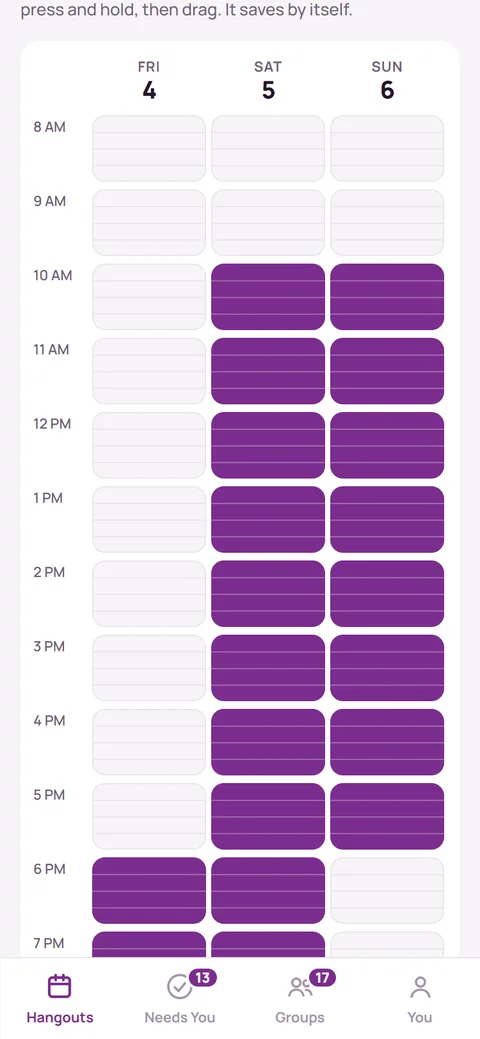 press and hold, then drag. It saves by itself.
FRI SAT SUN
4 5 6
8 AM
9 AM
10 AM
11 AM
12 PM
1 PM
2 PM
3 PM
4 PM
5 PM
6 PM
7 PM
13 17
Hangouts Needs You Groups You